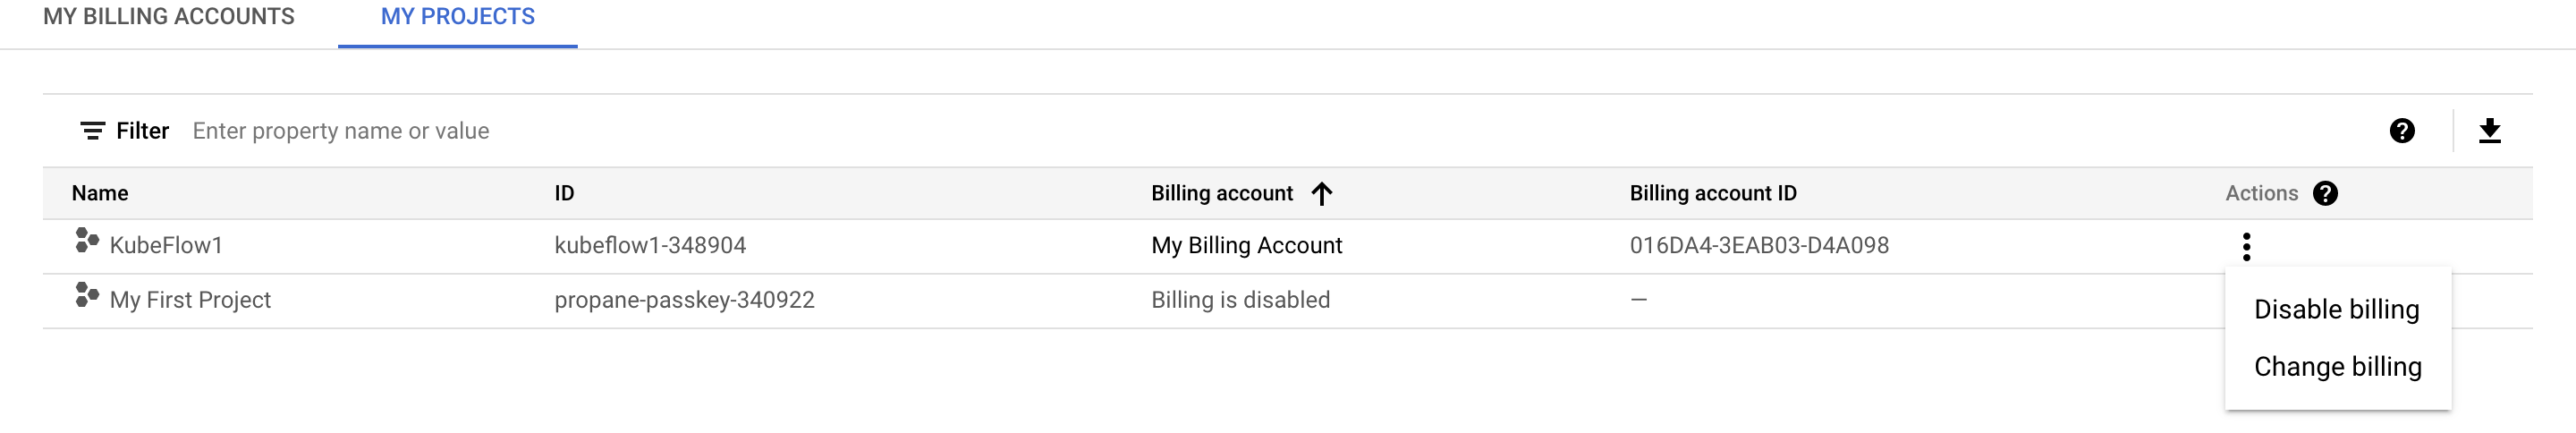 MY BILLING ACCOUNTS MY PROJECTS
Filter Enter property name or value
Name ID Billing account Billing account ID Actions
KubeFlow1 kubeflow1-348904 My Billing Account 016DA4-3EAB03-D4A098
My First Project propane-passkey-340922 Billing is disabled —
Disable billing
Change billing